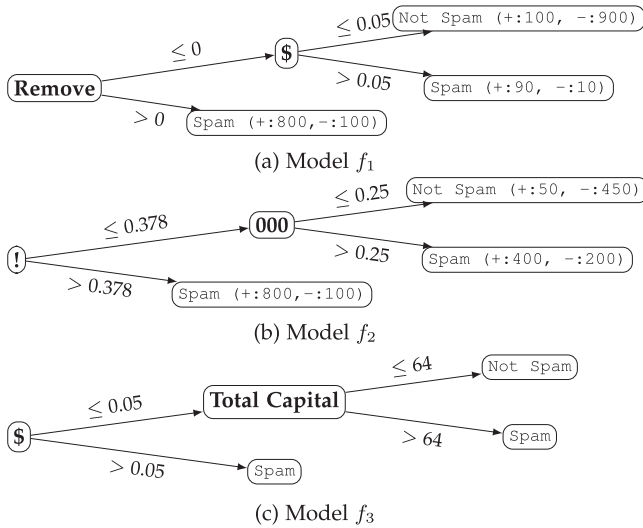 ≤ 0
$
≤ 0.05
Not Spam (+:100, −:900)
Remove
> 0.05
Spam (+:90, −:10)
> 0
Spam (+:800,−:100)
(a) Model f₁
≤ 0.378
000
≤ 0.25
Not Spam (+:50, −:450)
!
> 0.25
Spam (+:400, −:200)
> 0.378
Spam (+:800,−:100)
(b) Model f₂
≤ 0.05
Total Capital
≤ 64
Not Spam
$
> 64
Spam
> 0.05
Spam
(c) Model f₃